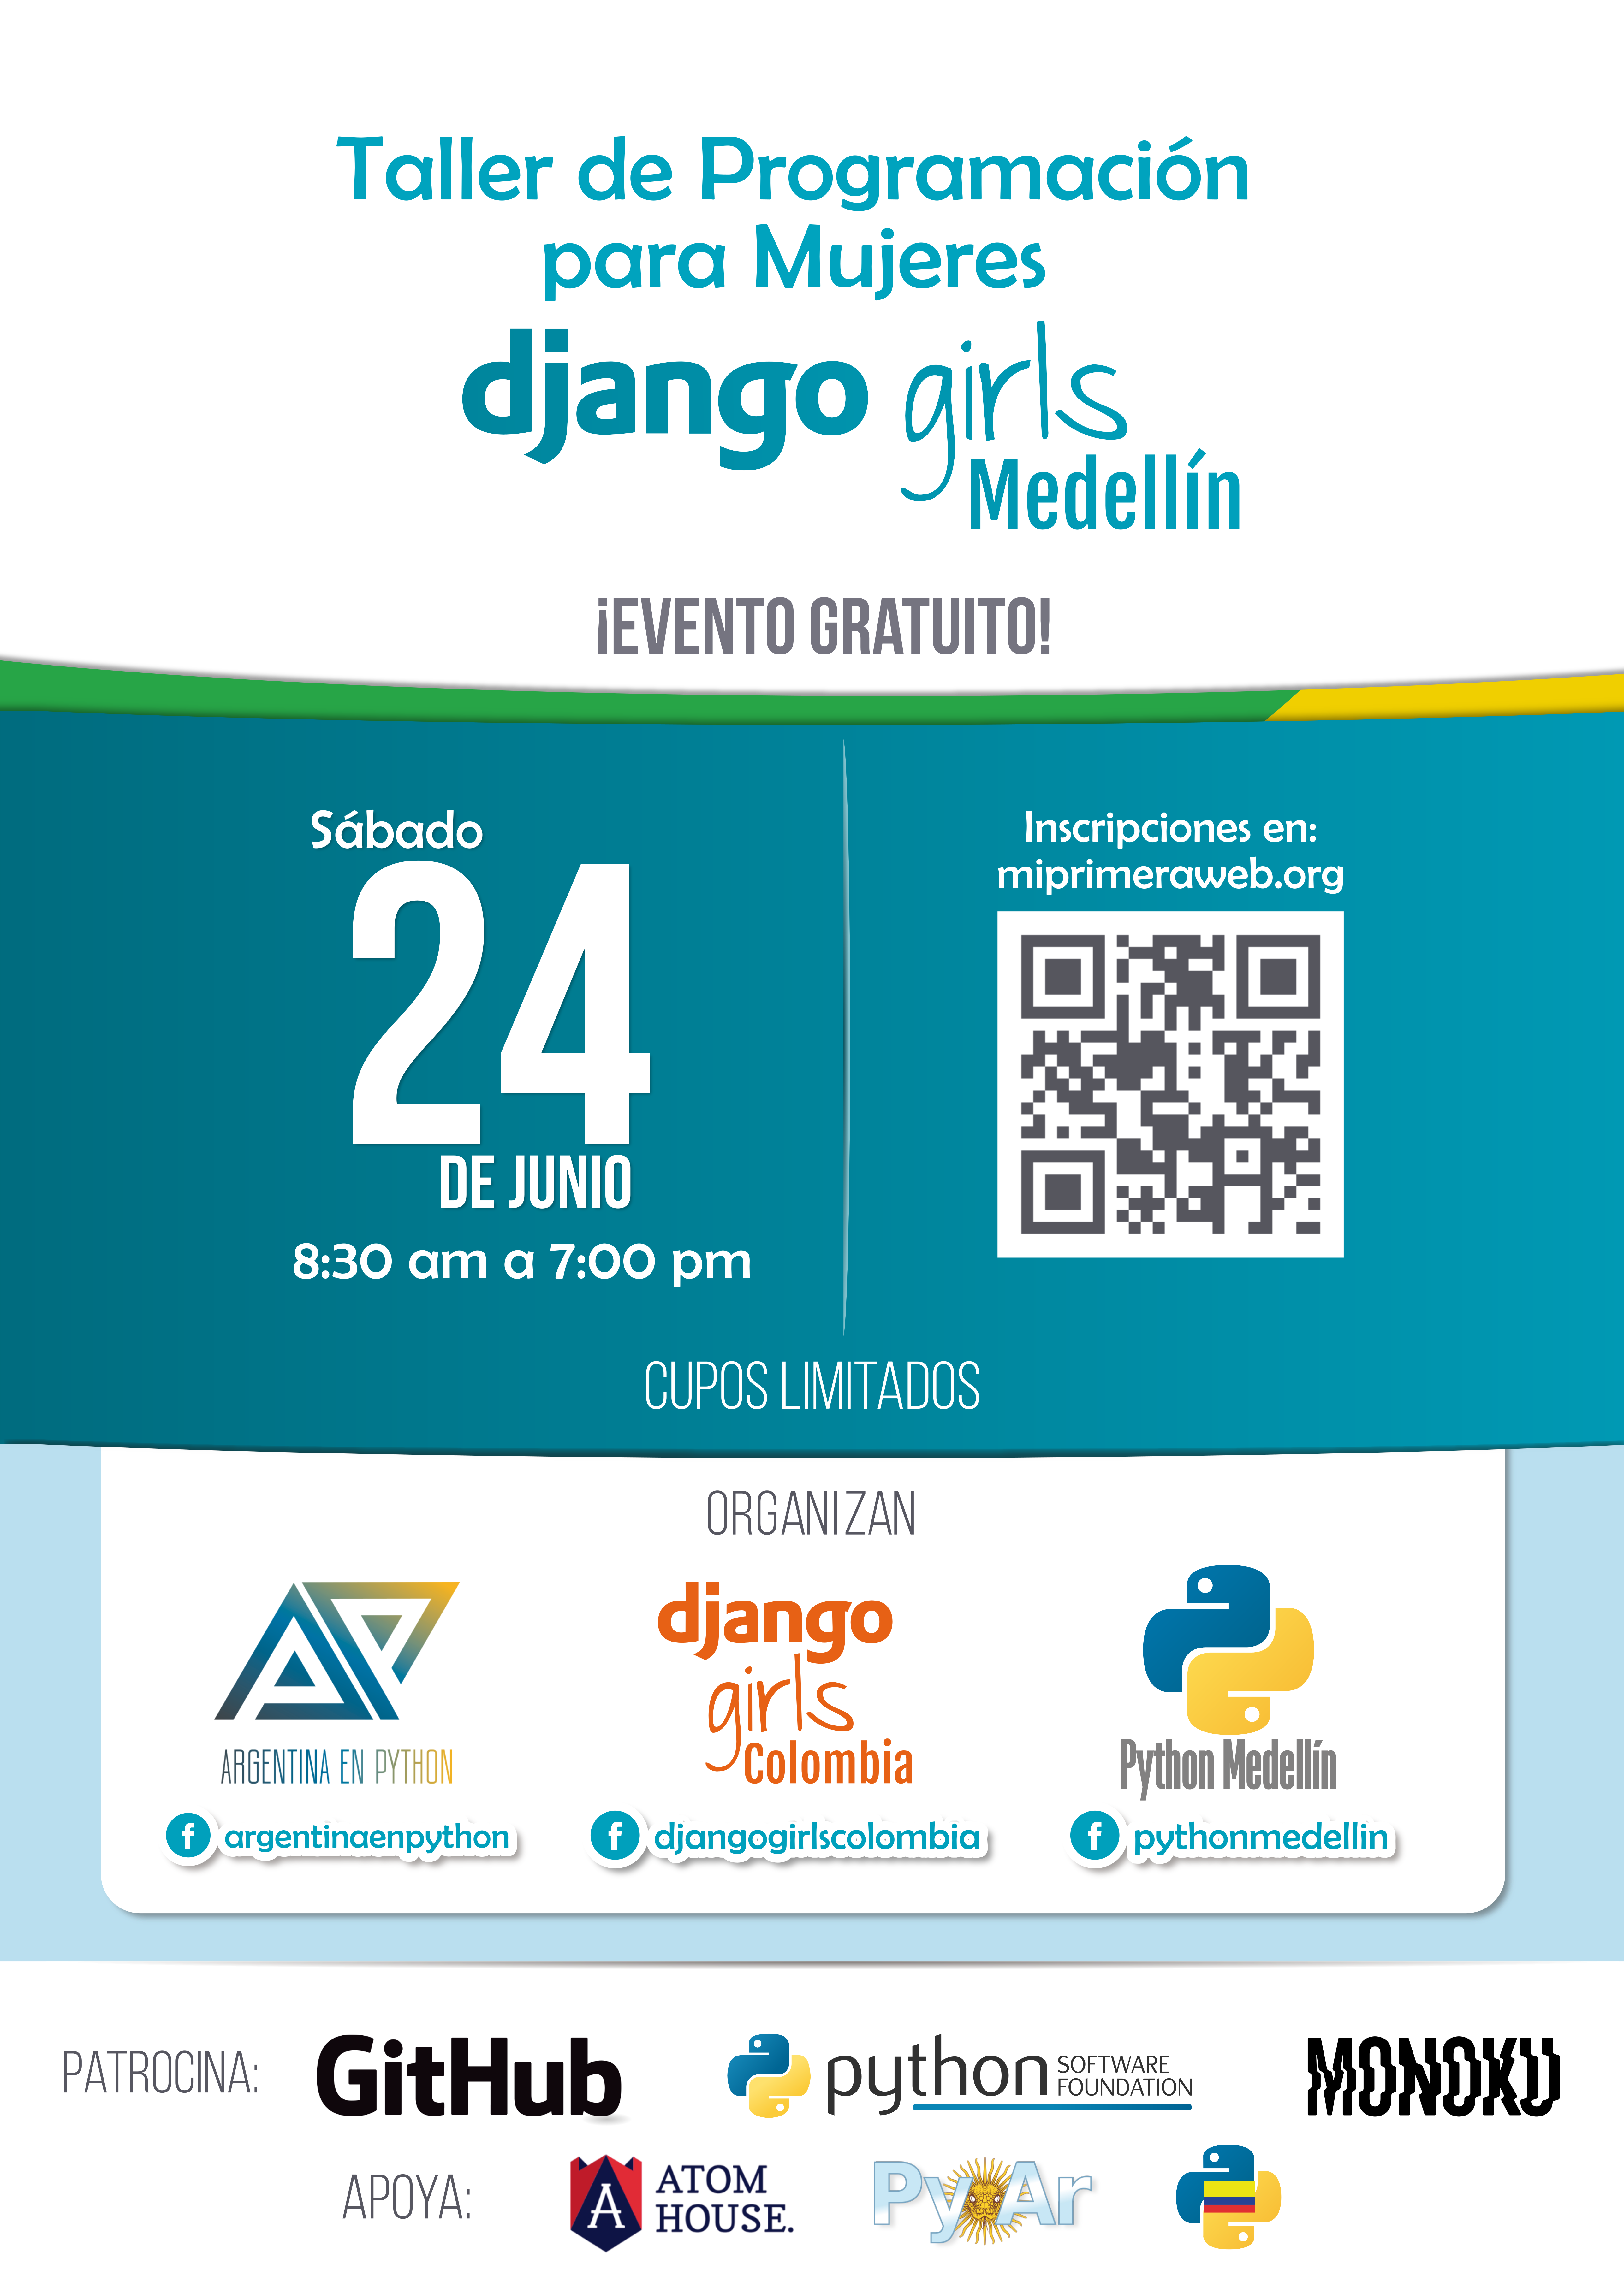 Taller de Programación
para Mujeres
django girls
Medellín
¡EVENTO GRATUITO!
Sábado
24
DE JUNIO
8:30 am a 7:00 pm
Inscripciones en:
miprimeraweb.org
CUPOS LIMITADOS
ORGANIZAN
ARGENTINA EN PYTHON
argentinaenpython
django
girls
Colombia
djangogirlscolombia
Python Medellín
pythonmedellin
PATROCINA:
GitHub
python SOFTWARE
FOUNDATION
MONOKU
APOYA:
A
ATOM
HOUSE.
PyAr